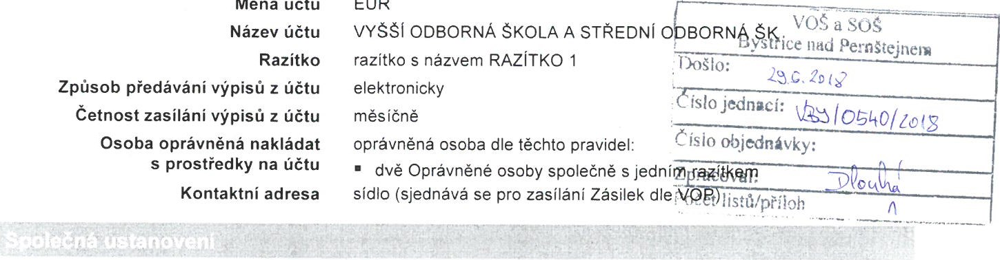 Měna účtu EUR
Název účtu VYŠŠÍ ODBORNÁ ŠKOLA A STŘEDNÍ ODBORNÁ ŠK.
Razítko razítko s názvem RAZÍTKO 1
Způsob předávání výpisů z účtu elektronicky
Četnost zasílání výpisů z účtu měsíčně
Osoba oprávněná nakládat oprávněná osoba dle těchto pravidel:
s prostředky na účtu ▪ dvě Oprávněné osoby společně s jedním razítkem
Kontaktní adresa sídlo (sjednává se pro zasílání Zásilek dle VOP)
VOŠ a SOŠ
Bystřice nad Pernštejnem
Došlo: 29.6.2018
Číslo jednací: VBY/0540/2018
Číslo objednávky:
Zpracoval: Dlouhá
Počet listů/příloh 1
Společná ustanovení